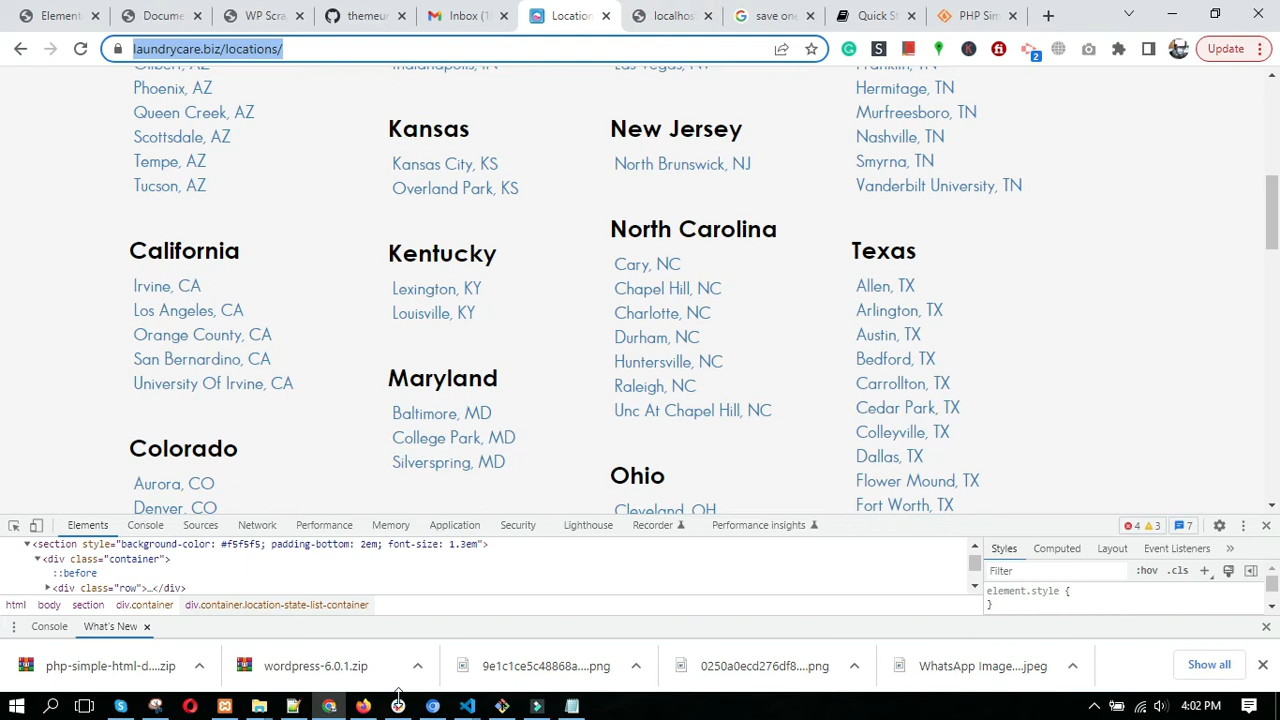 Element
Docume
WP Scra
themeur
Inbox (1
Location
localhos
save one
Quick St
PHP Sim
laundrycare.biz/locations/
2
Update
Phoenix, AZ
Queen Creek, AZ
Scottsdale, AZ
Tempe, AZ
Tucson, AZ
California
Irvine, CA
Los Angeles, CA
Orange County, CA
San Bernardino, CA
University Of Irvine, CA
Colorado
Aurora, CO
Denver, CO
Indianapolis, IN
Kansas
Kansas City, KS
Overland Park, KS
Kentucky
Lexington, KY
Louisville, KY
Maryland
Baltimore, MD
College Park, MD
Silverspring, MD
Las Vegas, NV
New Jersey
North Brunswick, NJ
North Carolina
Cary, NC
Chapel Hill, NC
Charlotte, NC
Durham, NC
Huntersville, NC
Raleigh, NC
Unc At Chapel Hill, NC
Ohio
Cleveland, OH
Franklin, TN
Hermitage, TN
Murfreesboro, TN
Nashville, TN
Smyrna, TN
Vanderbilt University, TN
Texas
Allen, TX
Arlington, TX
Austin, TX
Bedford, TX
Carrollton, TX
Cedar Park, TX
Colleyville, TX
Dallas, TX
Flower Mound, TX
Fort Worth, TX
Elements Console Sources Network Performance Memory Application Security Lighthouse Recorder Performance insights 4 3 7
<section style="background-color: #f5f5f5; padding-bottom: 2em; font-size: 1.3em">
<div class="container">
::before
<div class="row">…</div>
html body section div.container div.container.location-state-list-container
Styles Computed Layout Event Listeners »
Filter :hov .cls
element.style {
}
Console What's New
php-simple-html-d....zip
wordpress-6.0.1.zip
9e1c1ce5c48868a....png
0250a0ecd276df8....png
WhatsApp Image....jpeg
Show all
4:02 PM